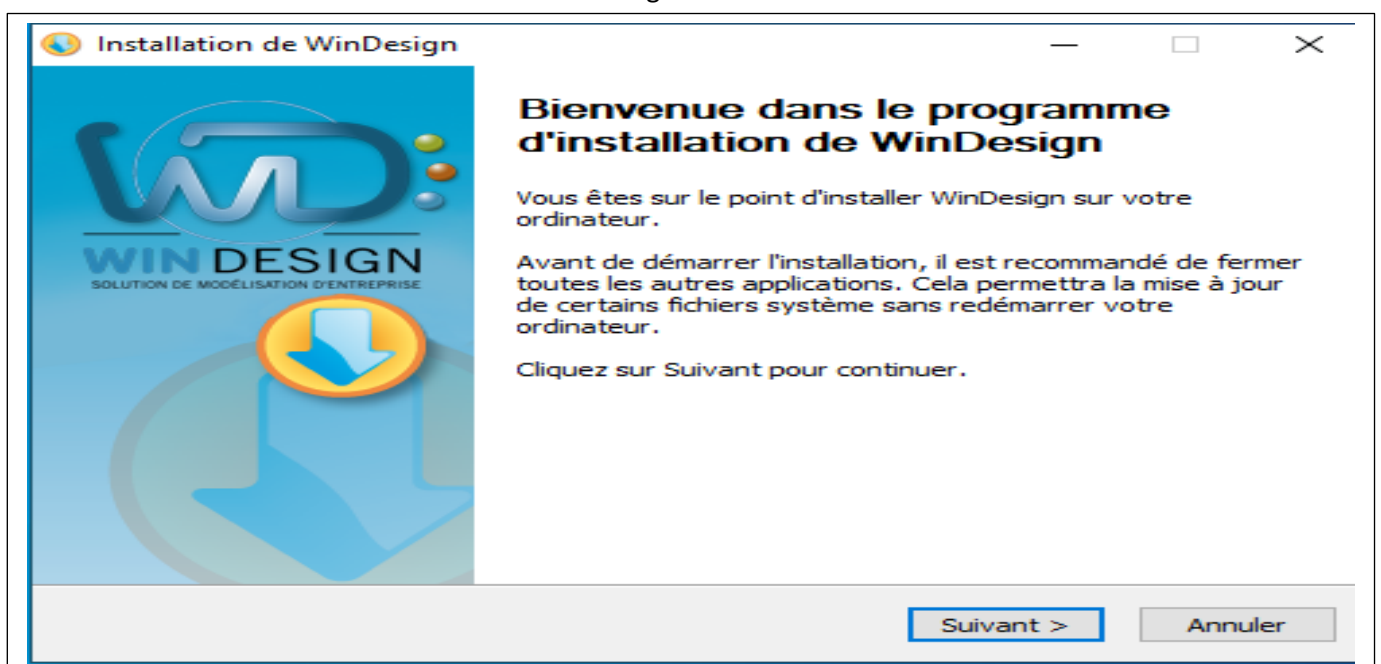 Installation de WinDesign
WD:
WIN DESIGN
SOLUTION DE MODÉLISATION D'ENTREPRISE
Bienvenue dans le programme
d'installation de WinDesign
Vous êtes sur le point d'installer WinDesign sur votre
ordinateur.
Avant de démarrer l'installation, il est recommandé de fermer
toutes les autres applications. Cela permettra la mise à jour
de certains fichiers système sans redémarrer votre
ordinateur.
Cliquez sur Suivant pour continuer.
Suivant >
Annuler